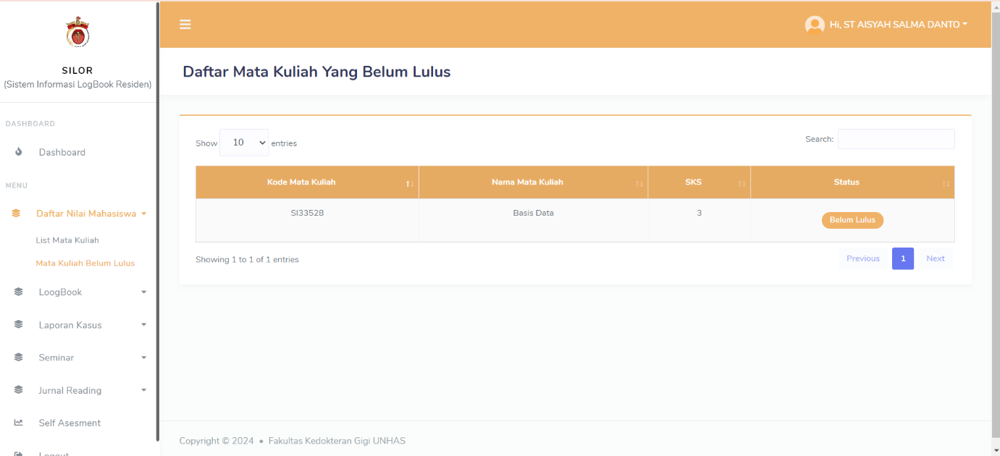 SILOR
(Sistem Informasi LogBook Residen)
DASHBOARD
Dashboard
MENU
Daftar Nilai Mahasiswa
List Mata Kuliah
Mata Kuliah Belum Lulus
LoogBook
Laporan Kasus
Seminar
Jurnal Reading
Self Asesment
Logout
Hi, ST AISYAH SALMA DANTO
Daftar Mata Kuliah Yang Belum Lulus
Show 10 entries
Search:
Kode Mata Kuliah Nama Mata Kuliah SKS Status
SI33528 Basis Data 3 Belum Lulus
Showing 1 to 1 of 1 entries
Previous 1 Next
Copyright © 2024 • Fakultas Kedokteran Gigi UNHAS